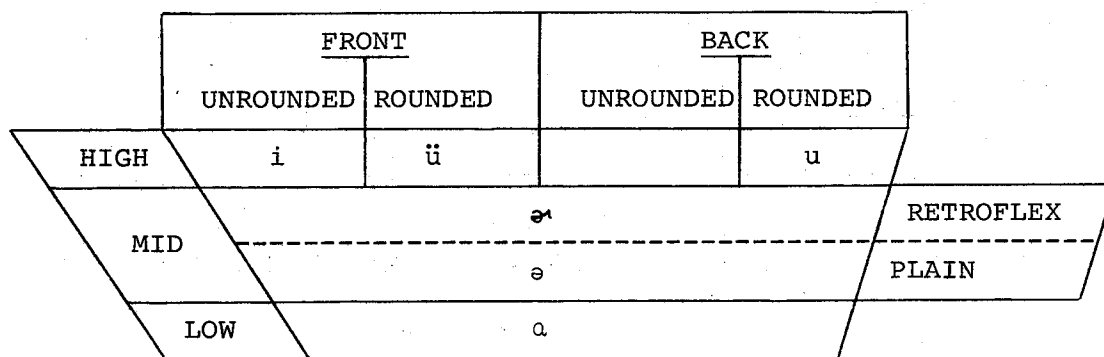 FRONT BACK
UNROUNDED ROUNDED UNROUNDED ROUNDED
HIGH i ü u
ɚ RETROFLEX
MID
ə PLAIN
LOW ɑ